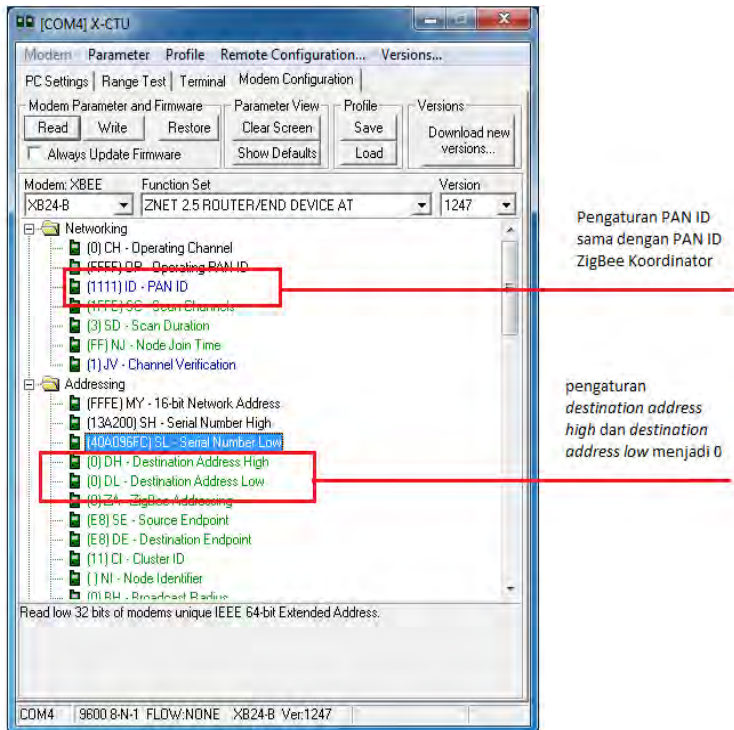 [COM4] X-CTU
Modem Parameter Profile Remote Configuration... Versions...
PC Settings Range Test Terminal Modem Configuration
Modem Parameter and Firmware Parameter View Profile Versions
Read Write Restore Clear Screen Save Download new versions...
Always Update Firmware Show Defaults Load
Modem: XBEE Function Set Version
XB24-B ZNET 2.5 ROUTER/END DEVICE AT 1247
Networking
(0) CH - Operating Channel
(FFFF) OP - Operating PAN ID
(1111) ID - PAN ID
(1FFE) SC - Scan Channels
(3) SD - Scan Duration
(FF) NJ - Node Join Time
(1) JV - Channel Verification
Addressing
(FFFE) MY - 16-bit Network Address
(13A200) SH - Serial Number High
(40A096FC) SL - Serial Number Low
(0) DH - Destination Address High
(0) DL - Destination Address Low
(0) ZA - ZigBee Addressing
(E8) SE - Source Endpoint
(E8) DE - Destination Endpoint
(11) CI - Cluster ID
( ) NI - Node Identifier
(0) BH - Broadcast Radius
Read low 32 bits of modems unique IEEE 64-bit Extended Address.
COM4 9600 8-N-1 FLOW:NONE XB24-B Ver:1247
Pengaturan PAN ID
sama dengan PAN ID
ZigBee Koordinator
pengaturan
destination address
high dan destination
address low menjadi 0